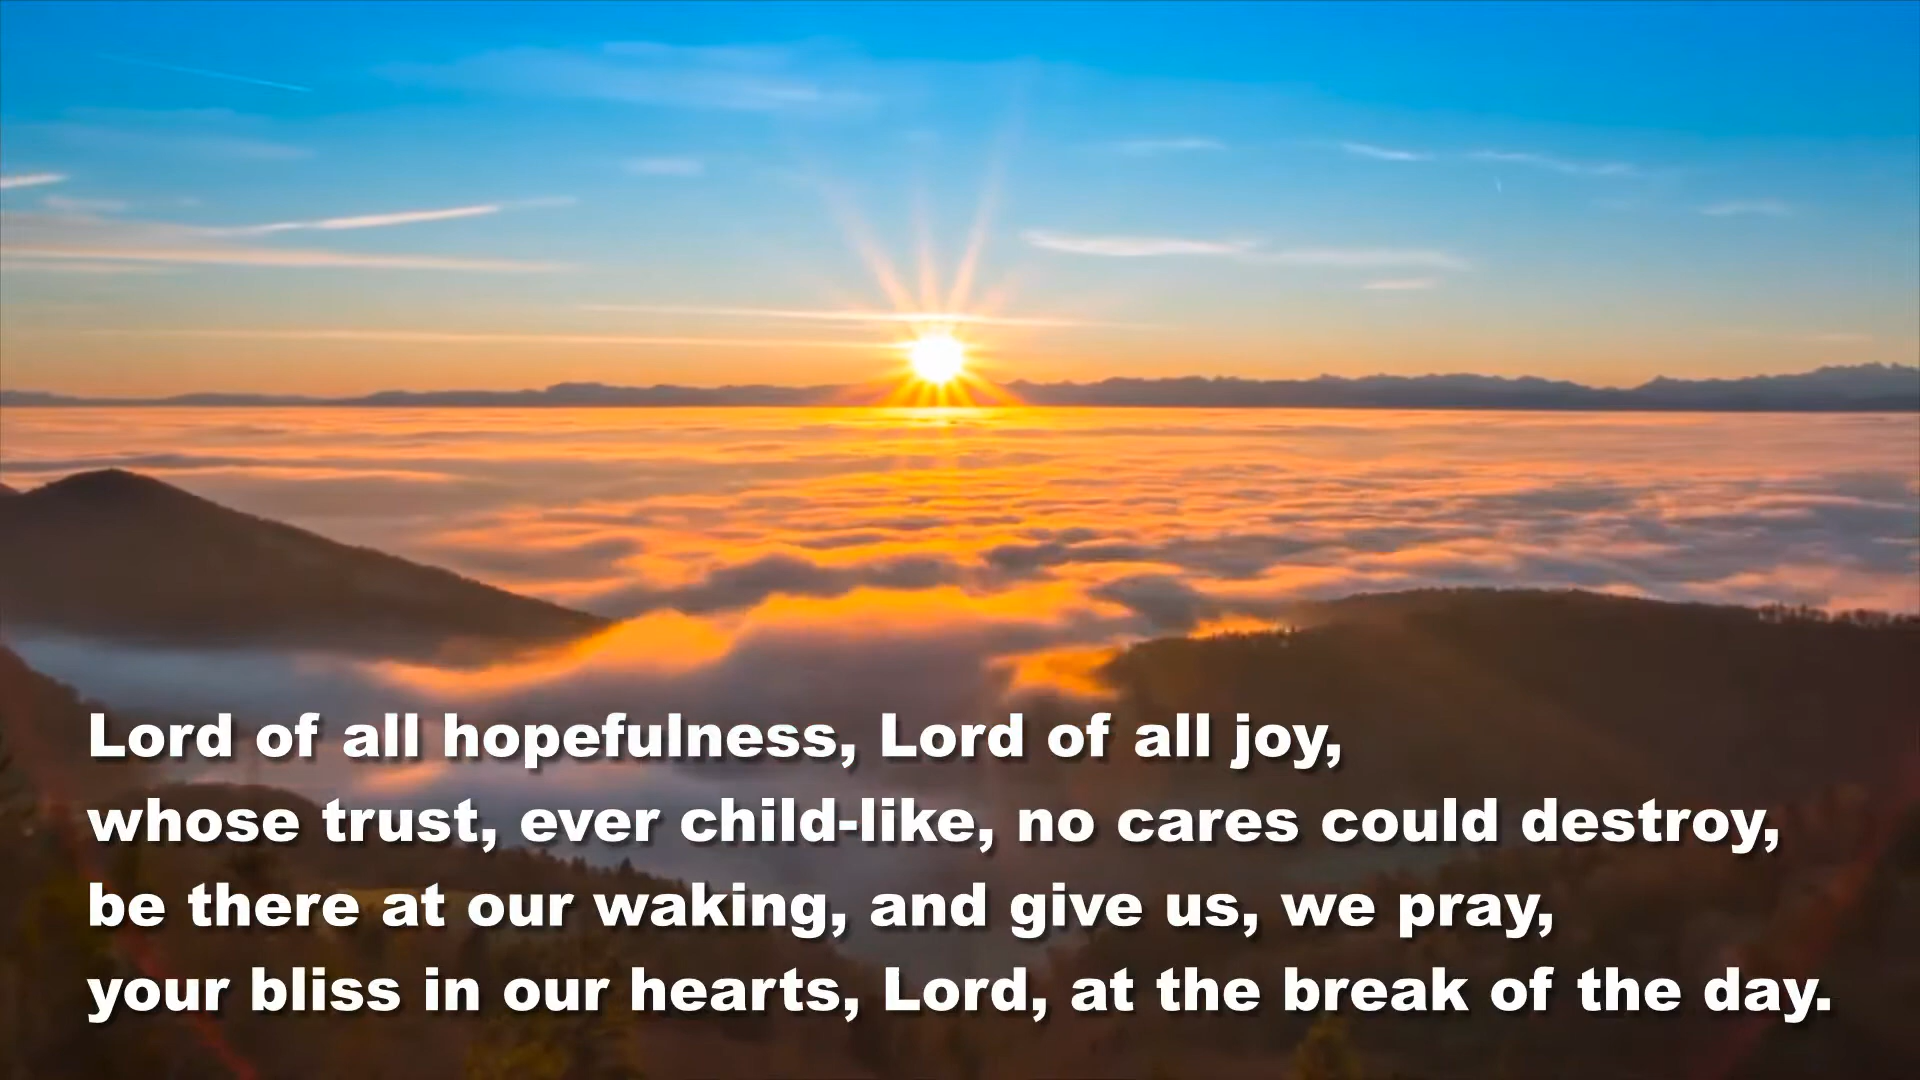 Lord of all hopefulness, Lord of all joy,
whose trust, ever child-like, no cares could destroy,
be there at our waking, and give us, we pray,
your bliss in our hearts, Lord, at the break of the day.